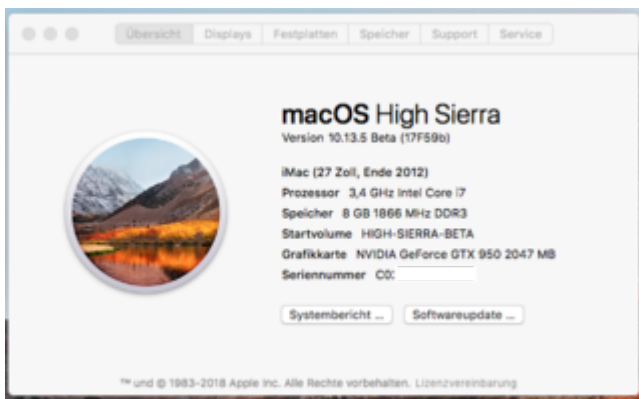 Übersicht Displays Festplatten Speicher Support Service
macOS High Sierra
Version 10.13.5 Beta (17F59b)
iMac (27 Zoll, Ende 2012)
Prozessor 3,4 GHz Intel Core i7
Speicher 8 GB 1866 MHz DDR3
Startvolume HIGH-SIERRA-BETA
Grafikkarte NVIDIA GeForce GTX 950 2047 MB
Seriennummer C02
Systembericht ... Softwareupdate ...
™ und © 1983-2018 Apple Inc. Alle Rechte vorbehalten. Lizenzvereinbarung